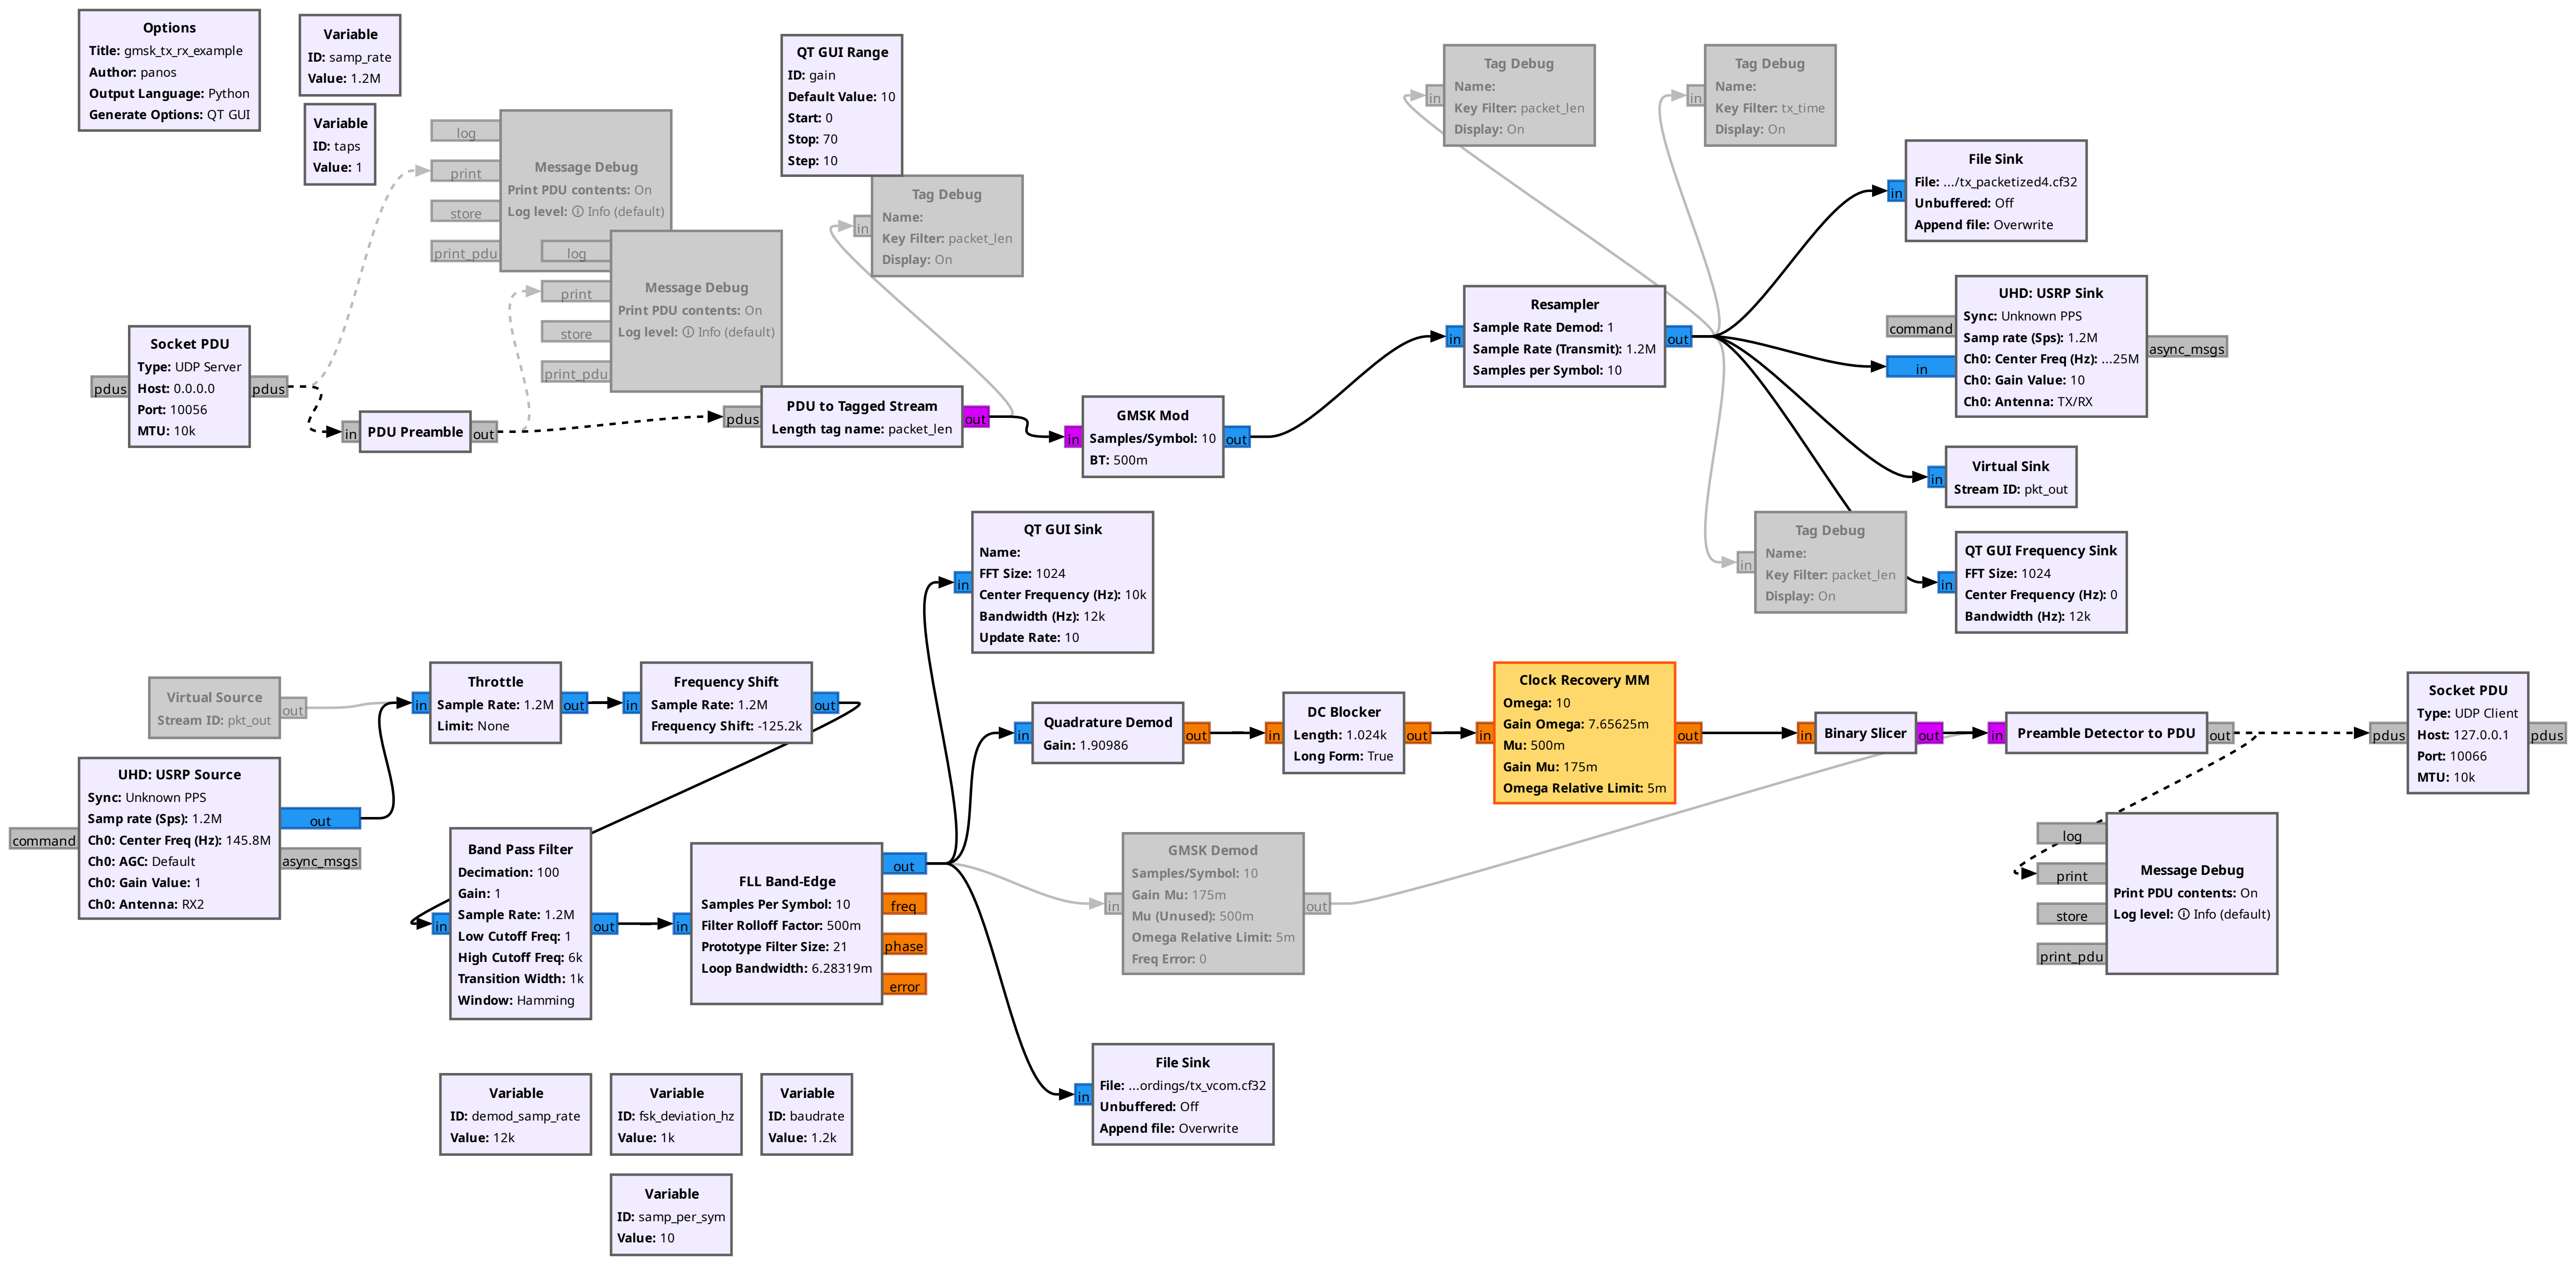 Options
Title: gmsk_tx_rx_example
Author: panos
Output Language: Python
Generate Options: QT GUI
Variable
ID: samp_rate
Value: 1.2M
Variable
ID: taps
Value: 1
log
print
store
print_pdu
Message Debug
Print PDU contents: On
Log level: ⓘ Info (default)
log
print
store
print_pdu
Message Debug
Print PDU contents: On
Log level: ⓘ Info (default)
QT GUI Range
ID: gain
Default Value: 10
Start: 0
Stop: 70
Step: 10
in
Tag Debug
Name:
Key Filter: packet_len
Display: On
in
Tag Debug
Name:
Key Filter: packet_len
Display: On
in
Tag Debug
Name:
Key Filter: tx_time
Display: On
in
File Sink
File: .../tx_packetized4.cf32
Unbuffered: Off
Append file: Overwrite
pdus
Socket PDU
Type: UDP Server
Host: 0.0.0.0
Port: 10056
MTU: 10k
pdus
in
PDU Preamble
out
pdus
PDU to Tagged Stream
Length tag name: packet_len
out
in
GMSK Mod
Samples/Symbol: 10
BT: 500m
out
in
Resampler
Sample Rate Demod: 1
Sample Rate (Transmit): 1.2M
Samples per Symbol: 10
out
command
in
UHD: USRP Sink
Sync: Unknown PPS
Samp rate (Sps): 1.2M
Ch0: Center Freq (Hz): ...25M
Ch0: Gain Value: 10
Ch0: Antenna: TX/RX
async_msgs
in
Virtual Sink
Stream ID: pkt_out
in
Tag Debug
Name:
Key Filter: packet_len
Display: On
in
QT GUI Frequency Sink
FFT Size: 1024
Center Frequency (Hz): 0
Bandwidth (Hz): 12k
in
QT GUI Sink
Name:
FFT Size: 1024
Center Frequency (Hz): 10k
Bandwidth (Hz): 12k
Update Rate: 10
Virtual Source
Stream ID: pkt_out
out
in
Throttle
Sample Rate: 1.2M
Limit: None
out
in
Frequency Shift
Sample Rate: 1.2M
Frequency Shift: -125.2k
out
command
UHD: USRP Source
Sync: Unknown PPS
Samp rate (Sps): 1.2M
Ch0: Center Freq (Hz): 145.8M
Ch0: AGC: Default
Ch0: Gain Value: 1
Ch0: Antenna: RX2
out
async_msgs
in
Band Pass Filter
Decimation: 100
Gain: 1
Sample Rate: 1.2M
Low Cutoff Freq: 1
High Cutoff Freq: 6k
Transition Width: 1k
Window: Hamming
out
in
FLL Band-Edge
Samples Per Symbol: 10
Filter Rolloff Factor: 500m
Prototype Filter Size: 21
Loop Bandwidth: 6.28319m
out
freq
phase
error
in
Quadrature Demod
Gain: 1.90986
out
in
DC Blocker
Length: 1.024k
Long Form: True
out
in
Clock Recovery MM
Omega: 10
Gain Omega: 7.65625m
Mu: 500m
Gain Mu: 175m
Omega Relative Limit: 5m
out
in
Binary Slicer
out
in
Preamble Detector to PDU
out
pdus
Socket PDU
Type: UDP Client
Host: 127.0.0.1
Port: 10066
MTU: 10k
pdus
in
GMSK Demod
Samples/Symbol: 10
Gain Mu: 175m
Mu (Unused): 500m
Omega Relative Limit: 5m
Freq Error: 0
out
log
print
store
print_pdu
Message Debug
Print PDU contents: On
Log level: ⓘ Info (default)
in
File Sink
File: ...ordings/tx_vcom.cf32
Unbuffered: Off
Append file: Overwrite
Variable
ID: demod_samp_rate
Value: 12k
Variable
ID: fsk_deviation_hz
Value: 1k
Variable
ID: baudrate
Value: 1.2k
Variable
ID: samp_per_sym
Value: 10